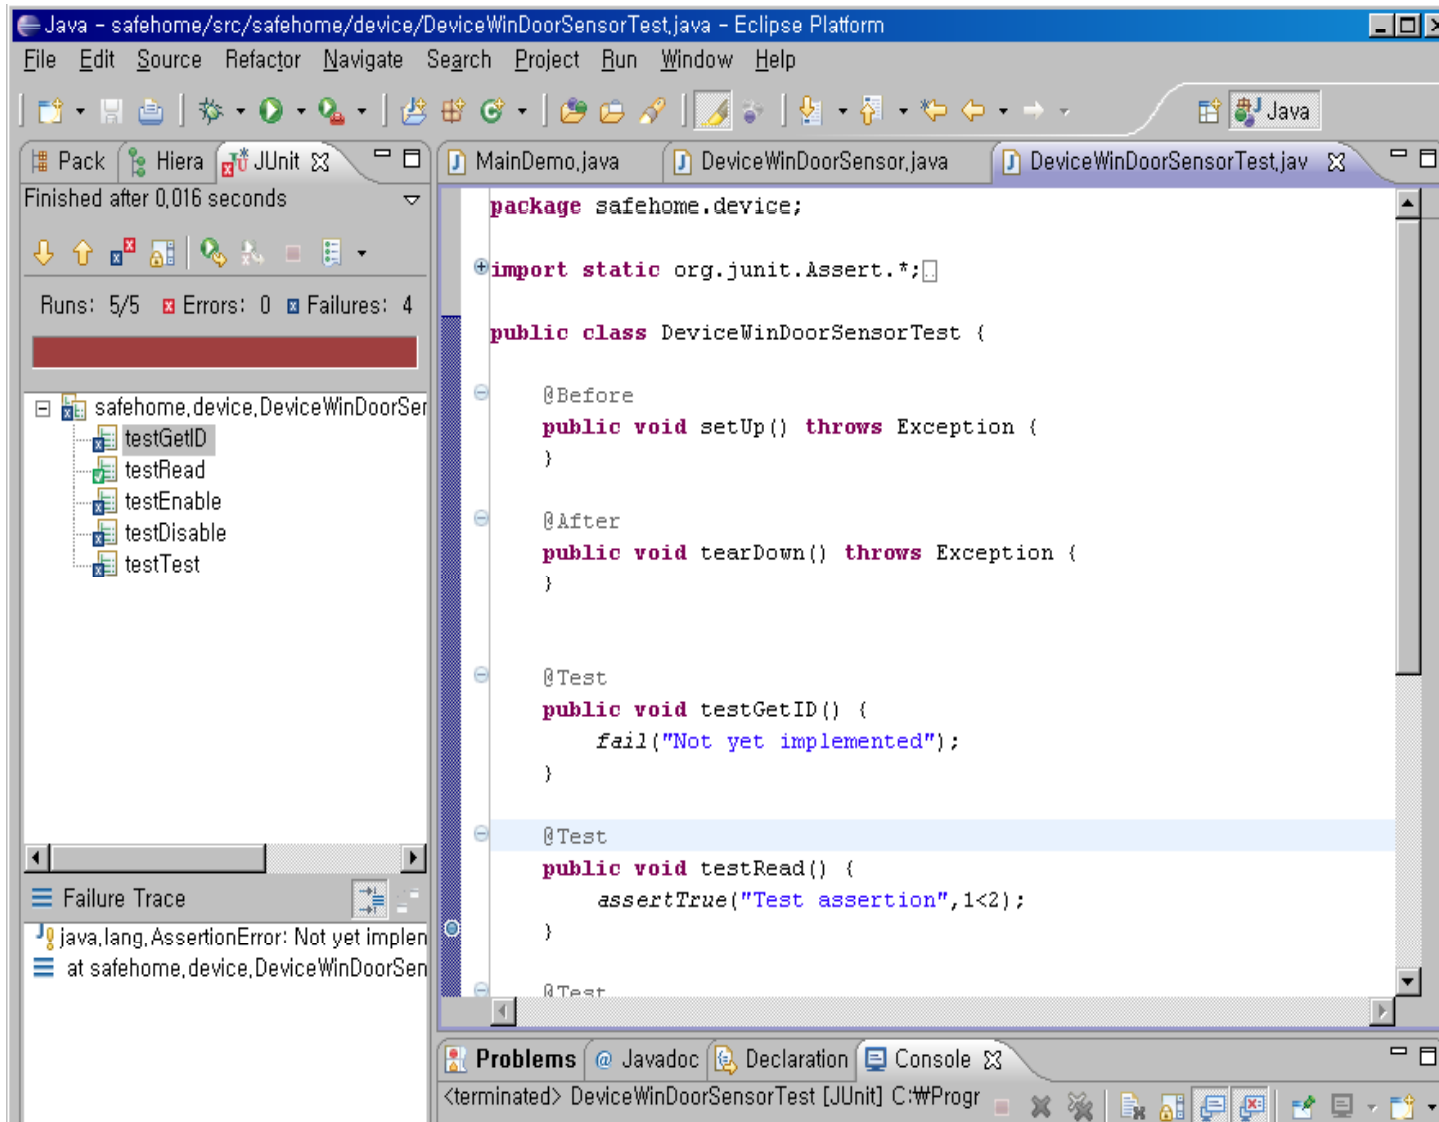 Java – safehome/src/safehome/device/DeviceWinDoorSensorTest.java – Eclipse Platform
File Edit Source Refactor Navigate Search Project Run Window Help
Java
Pack Hiera JUnit
MainDemo.java DeviceWinDoorSensor.java DeviceWinDoorSensorTest.jav
Finished after 0,016 seconds
Runs: 5/5 Errors: 0 Failures: 4
safehome.device.DeviceWinDoorSer
testGetID
testRead
testEnable
testDisable
testTest
Failure Trace
java.lang.AssertionError: Not yet implen
at safehome.device.DeviceWinDoorSen
package safehome.device;
import static org.junit.Assert.*;
public class DeviceWinDoorSensorTest {
@Before
public void setUp() throws Exception {
}
@After
public void tearDown() throws Exception {
}
@Test
public void testGetID() {
fail("Not yet implemented");
}
@Test
public void testRead() {
assertTrue("Test assertion",1<2);
}
@Test
Problems @ Javadoc Declaration Console
<terminated> DeviceWinDoorSensorTest [JUnit] C:₩Progr